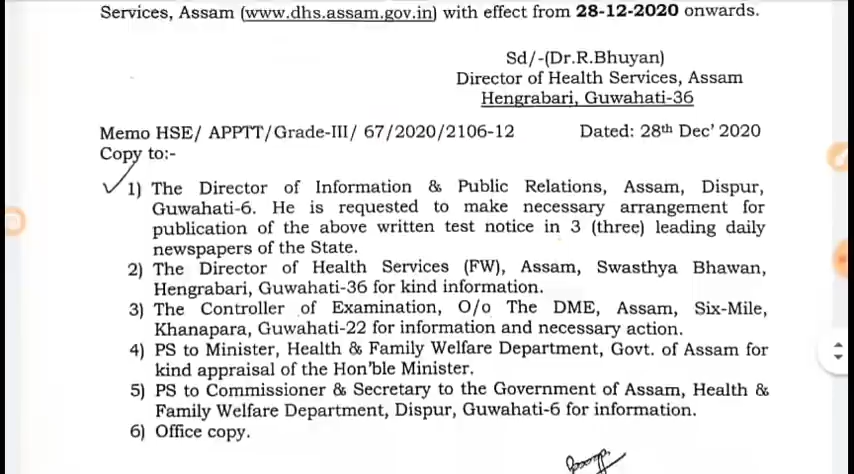 Services, Assam (www.dhs.assam.gov.in) with effect from 28-12-2020 onwards.
Sd/-(Dr.R.Bhuyan)
Director of Health Services, Assam
Hengrabari, Guwahati-36
Memo HSE/ APPTT/Grade-III/ 67/2020/2106-12 Dated: 28th Dec' 2020
Copy to:-
1) The Director of Information & Public Relations, Assam, Dispur,
Guwahati-6. He is requested to make necessary arrangement for
publication of the above written test notice in 3 (three) leading daily
newspapers of the State.
2) The Director of Health Services (FW), Assam, Swasthya Bhawan,
Hengrabari, Guwahati-36 for kind information.
3) The Controller of Examination, O/o The DME, Assam, Six-Mile,
Khanapara, Guwahati-22 for information and necessary action.
4) PS to Minister, Health & Family Welfare Department, Govt. of Assam for
kind appraisal of the Hon'ble Minister.
5) PS to Commissioner & Secretary to the Government of Assam, Health &
Family Welfare Department, Dispur, Guwahati-6 for information.
6) Office copy.